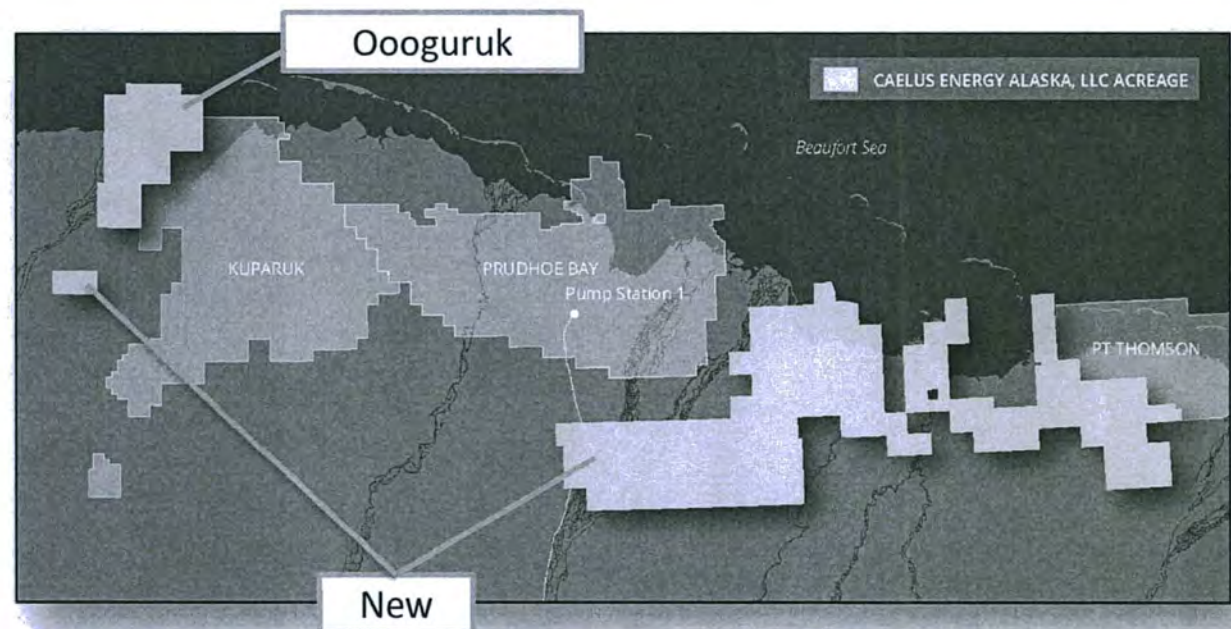 Oooguruk
CAELUS ENERGY ALASKA, LLC ACREAGE
Beaufort Sea
KUPARUK
PRUDHOE BAY
Pump Station 1
PT THOMSON
New